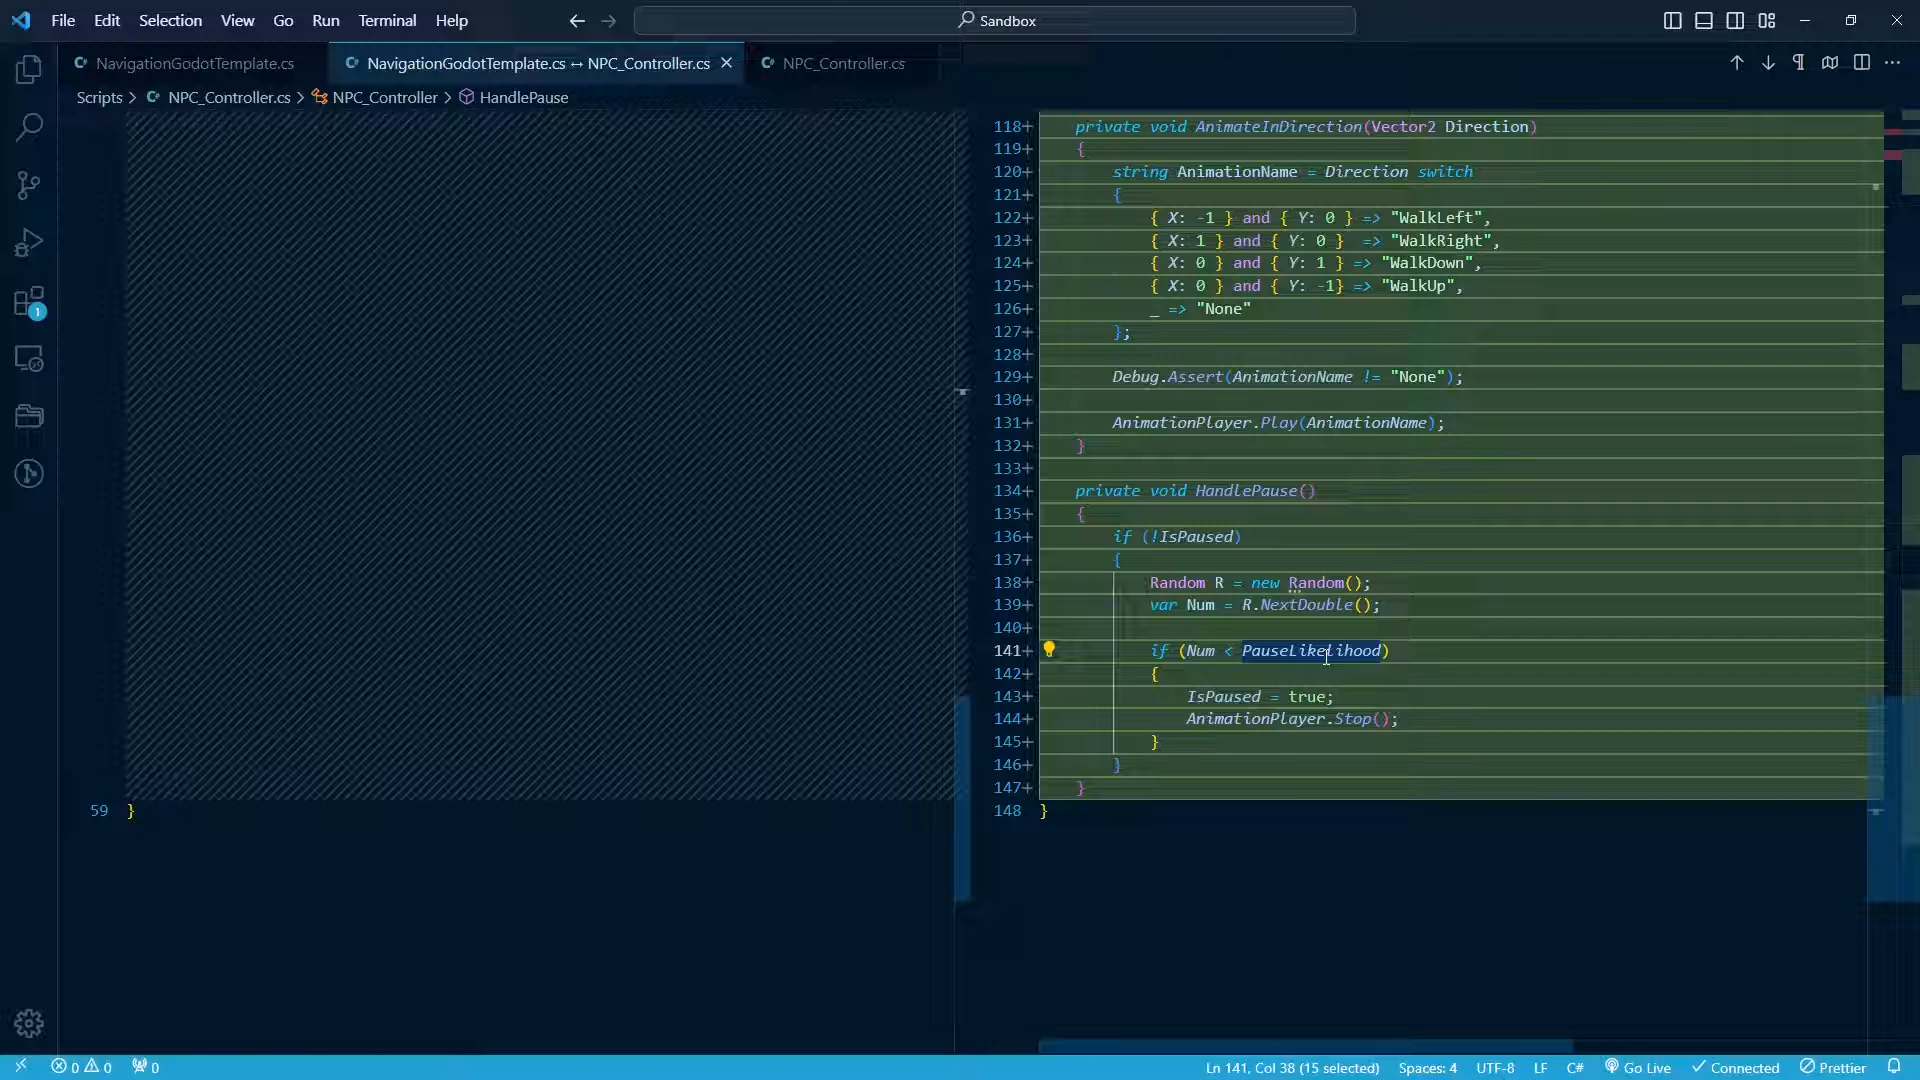 File Edit Selection View Go Run Terminal Help
Sandbox
NavigationGodotTemplate.cs
NavigationGodotTemplate.cs ↔ NPC_Controller.cs
NPC_Controller.cs
Scripts > NPC_Controller.cs > NPC_Controller > HandlePause
118+ private void AnimateInDirection(Vector2 Direction)
119+ {
120+ string AnimationName = Direction switch
121+ {
122+ { X: -1 } and { Y: 0 } => "WalkLeft",
123+ { X: 1 } and { Y: 0 }  => "WalkRight",
124+ { X: 0 } and { Y: 1 } => "WalkDown",
125+ { X: 0 } and { Y: -1} => "WalkUp",
126+ _ => "None"
127+ };
128+
129+ Debug.Assert(AnimationName != "None");
130+
131+ AnimationPlayer.Play(AnimationName);
132+ }
133+
134+ private void HandlePause()
135+ {
136+ if (!IsPaused)
137+ {
138+ Random R = new Random();
139+ var Num = R.NextDouble();
140+
141+ if (Num < PauseLikelihood)
142+ {
143+ IsPaused = true;
144+ AnimationPlayer.Stop();
145+ }
146+ }
147+ }
59 }
148 }
1
0 0 0
Ln 141, Col 38 (15 selected) Spaces: 4 UTF-8 LF C# Go Live Connected Prettier